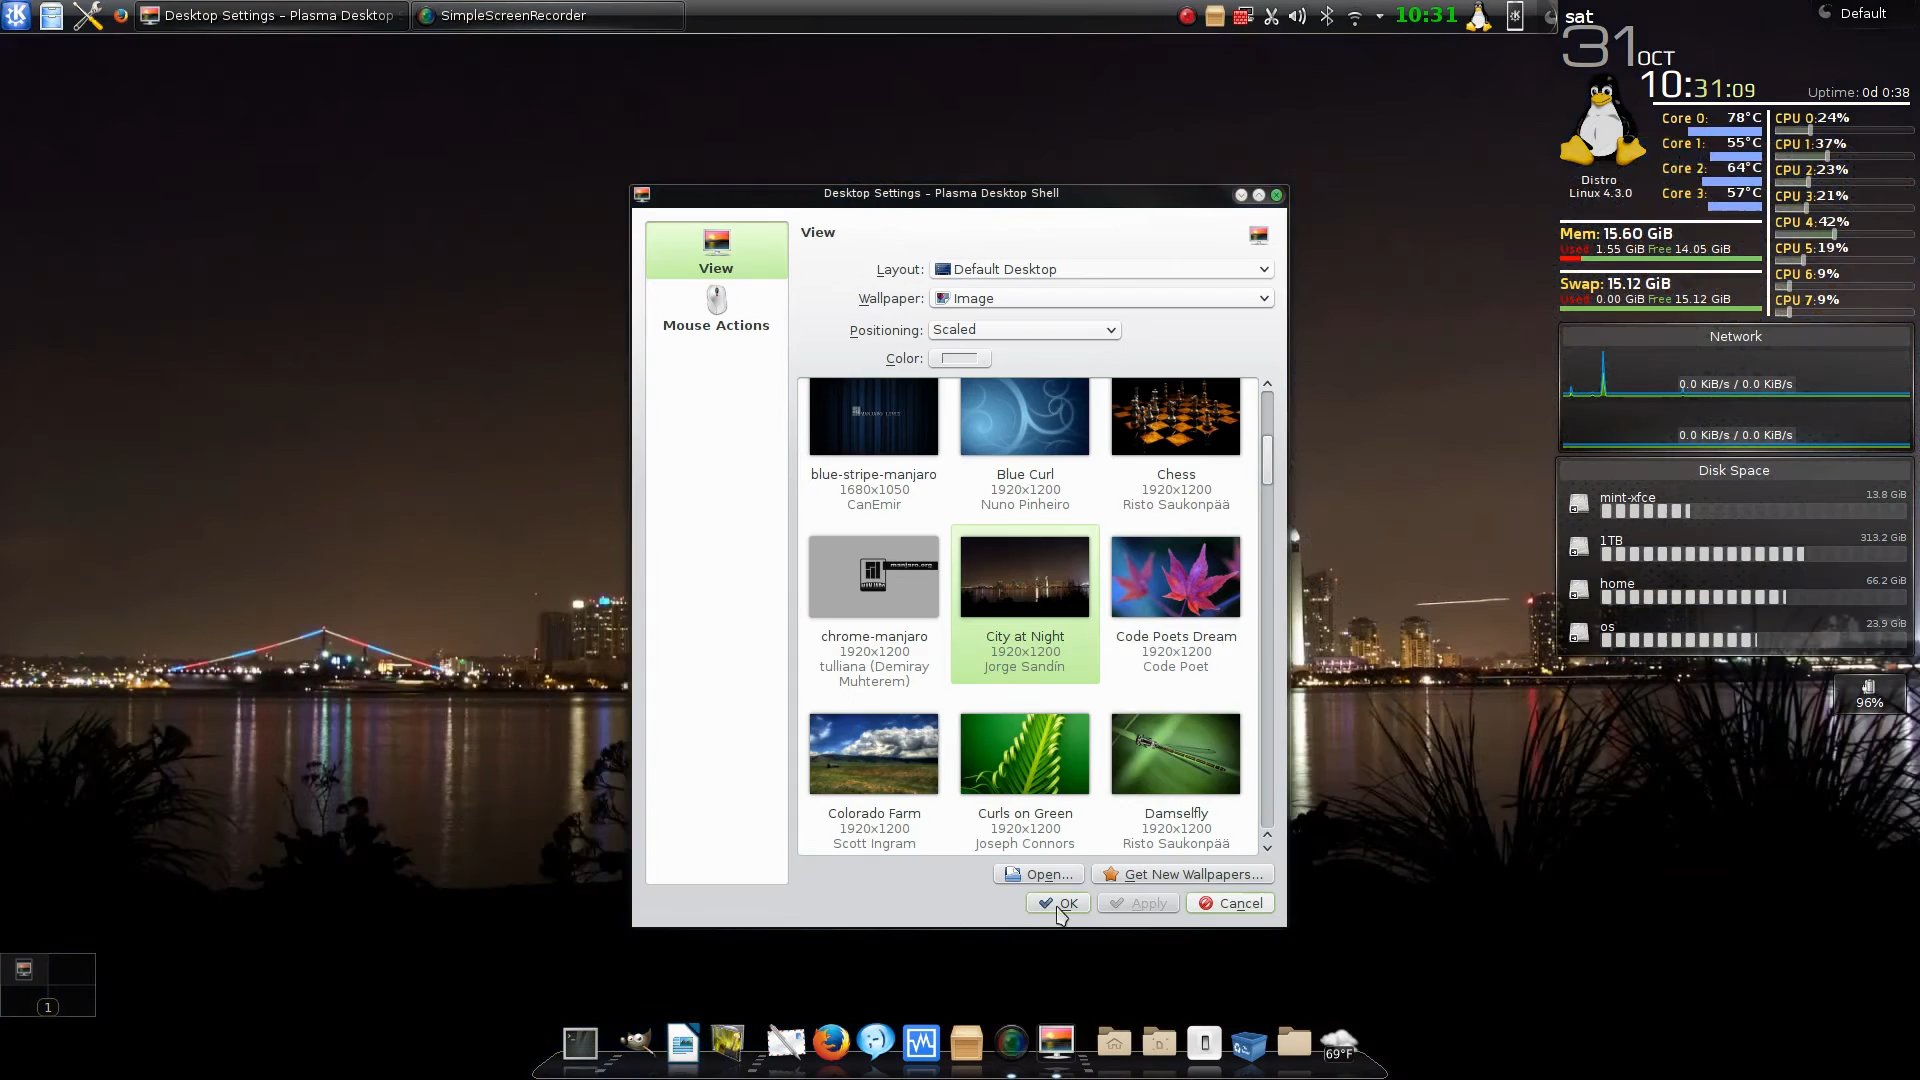 Desktop Settings – Plasma Desktop
SimpleScreenRecorder
10:31
Default
sat
31 OCT
10:31:09
Uptime: 0d 0:38
Distro
Linux 4.3.0
Core 0: 78°C
Core 1: 55°C
Core 2: 64°C
Core 3: 57°C
CPU 0:24%
CPU 1:37%
CPU 2:23%
CPU 3:21%
CPU 4:42%
CPU 5:19%
CPU 6:9%
CPU 7:9%
Mem: 15.60 GiB
Used: 1.55 GiB Free 14.05 GiB
Swap: 15.12 GiB
Used: 0.00 GiB Free 15.12 GiB
Network
0.0 KiB/s / 0.0 KiB/s
0.0 KiB/s / 0.0 KiB/s
Disk Space
mint-xfce 13.8 GiB
1TB 313.2 GiB
home 66.2 GiB
os 23.9 GiB
96%
Desktop Settings – Plasma Desktop Shell
View
Mouse Actions
View
Layout: Default Desktop
Wallpaper: Image
Positioning: Scaled
Color:
blue-stripe-manjaro
1680x1050
CanEmir
Blue Curl
1920x1200
Nuno Pinheiro
Chess
1920x1200
Risto Saukonpää
manjaro.org
MANJARO
chrome-manjaro
1920x1200
tulliana (Demiray
Muhterem)
City at Night
1920x1200
Jorge Sandín
Code Poets Dream
1920x1200
Code Poet
Colorado Farm
1920x1200
Scott Ingram
Curls on Green
1920x1200
Joseph Connors
Damselfly
1920x1200
Risto Saukonpää
Open...
Get New Wallpapers...
OK
Apply
Cancel
1
69°F